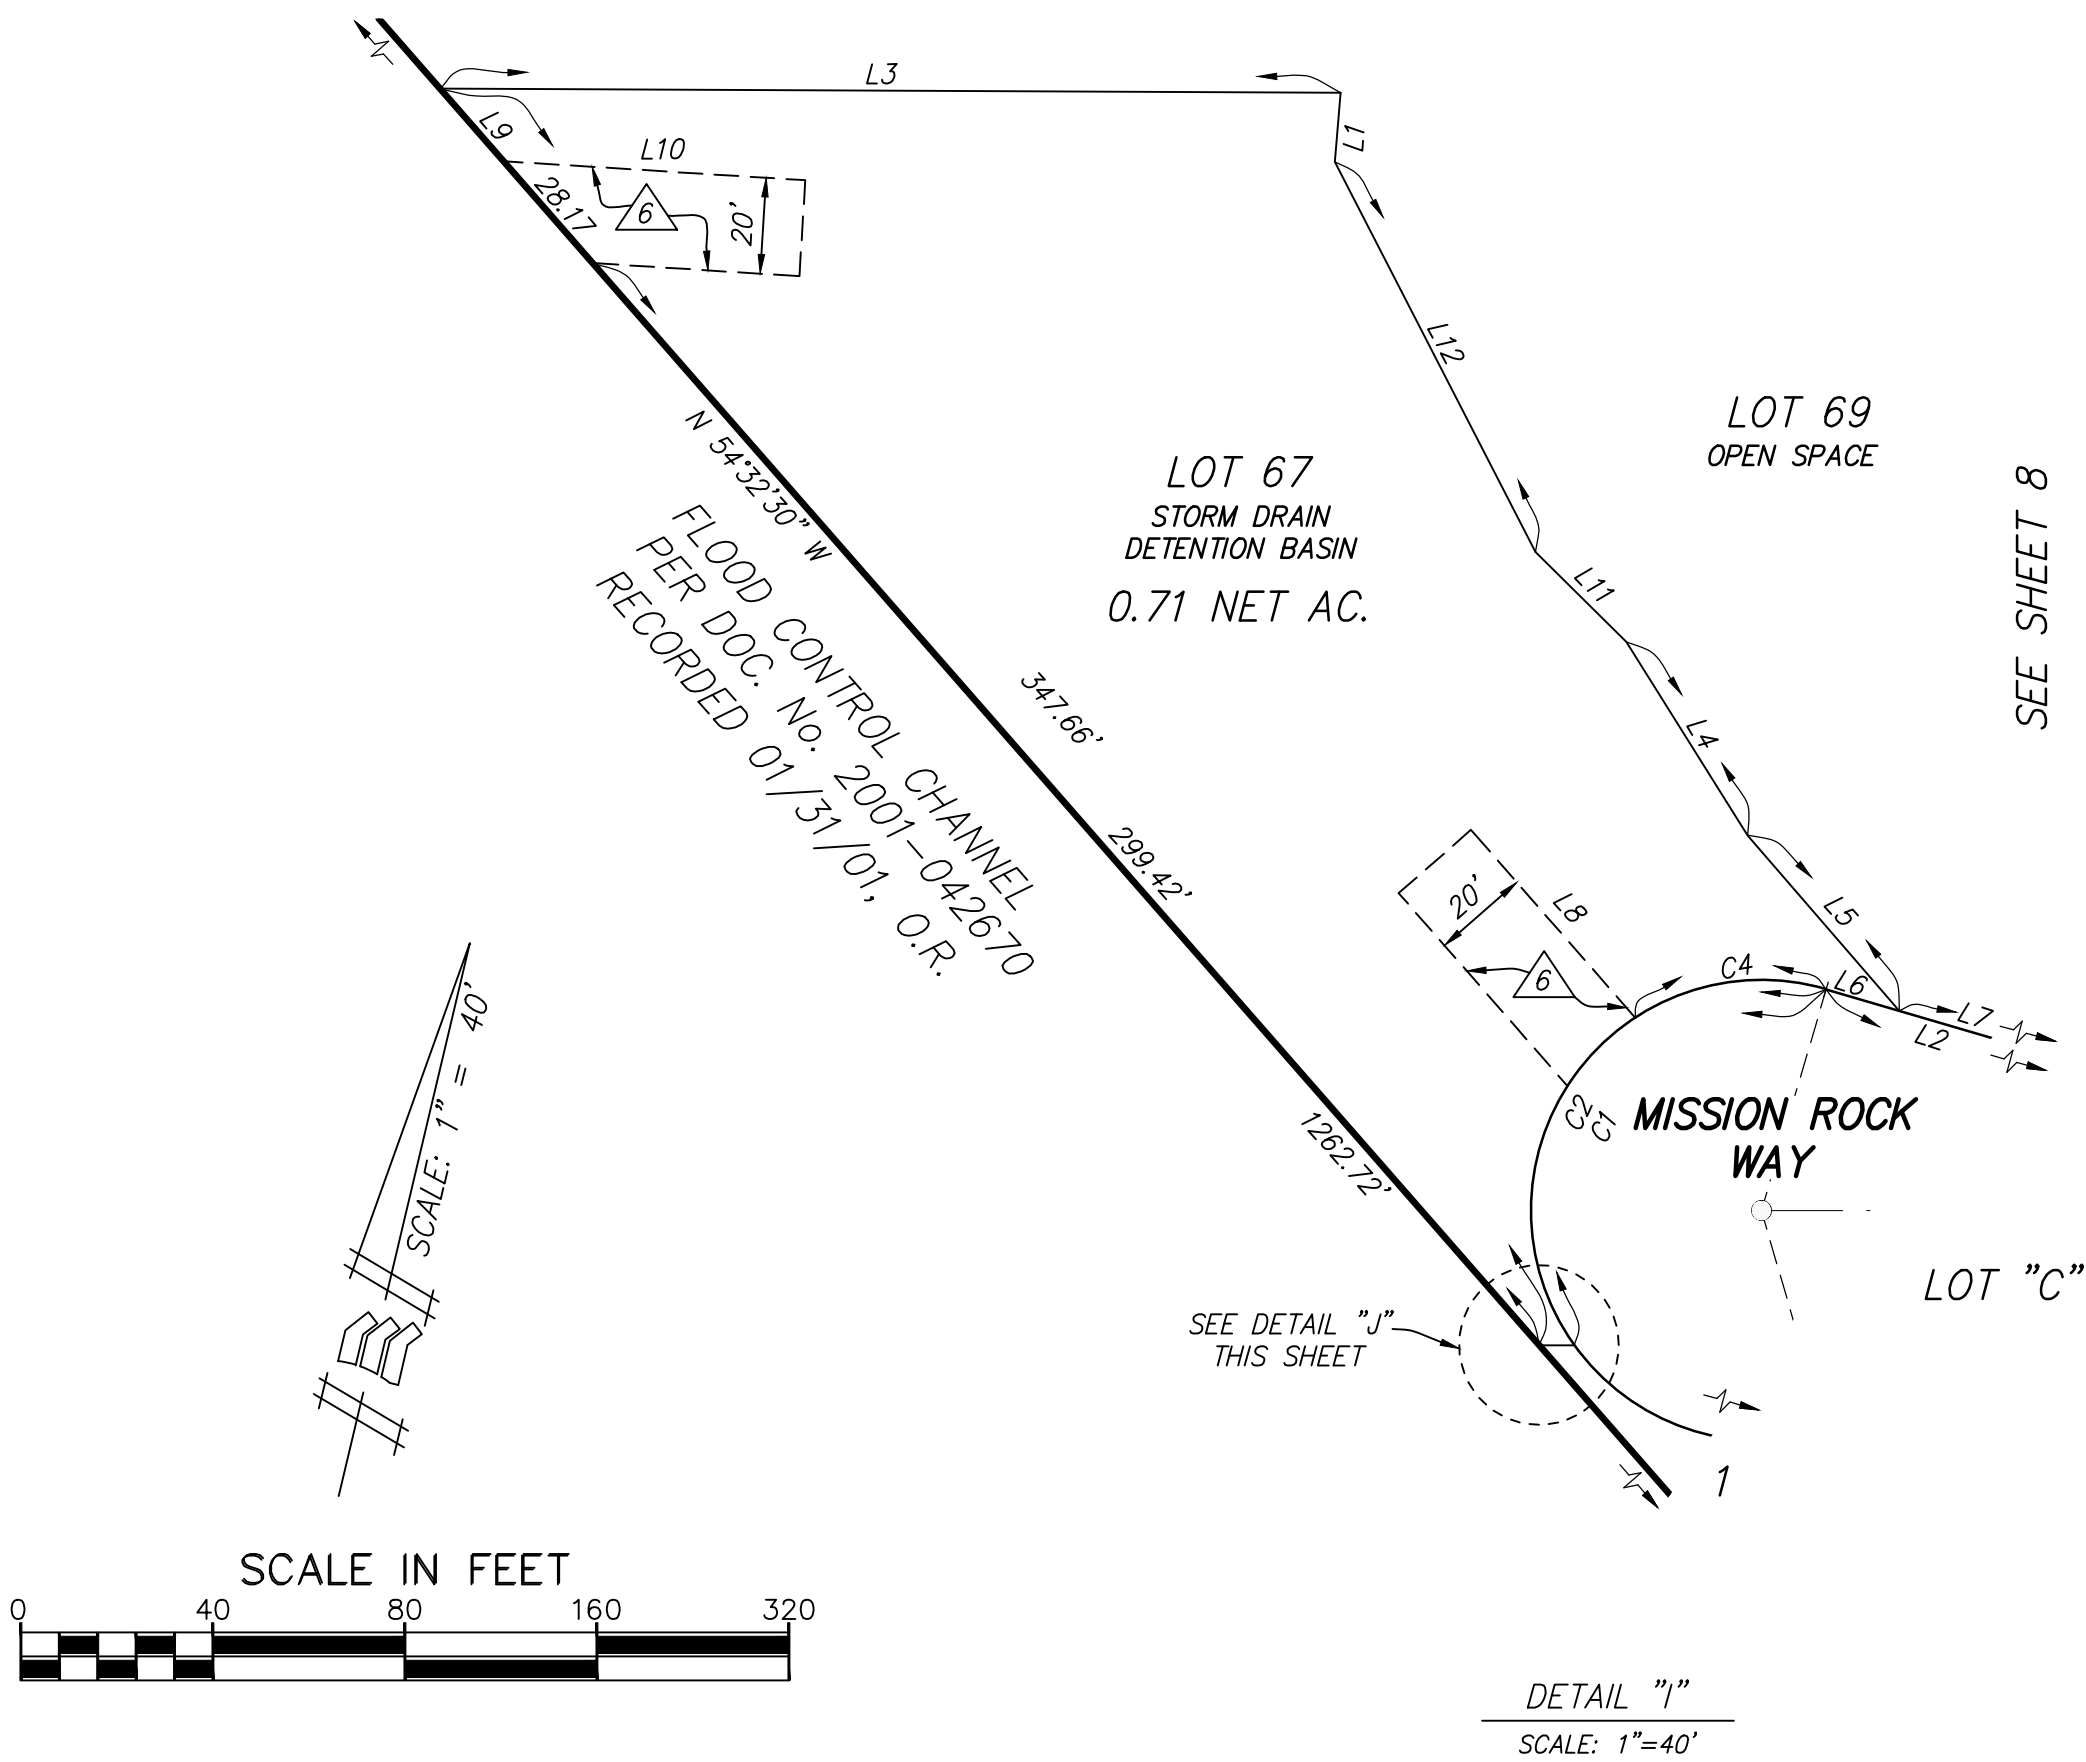 L3
L1
L9
L10
28.17
6
20'
L12
LOT 69
OPEN SPACE
SEE SHEET 8
N 54°32'30" W
LOT 67
STORM DRAIN
DETENTION BASIN
0.71 NET AC.
FLOOD CONTROL CHANNEL
PER DOC. No. 2001-042670
RECORDED 01/31/01, O.R.
L11
347.66'
L4
299.42'
20'
L8
L5
6
C4
L6
L7
L2
SCALE: 1" = 40'
C2
C1
MISSION ROCK
WAY
1262.72'
LOT "C"
SEE DETAIL "J"
THIS SHEET
1
SCALE IN FEET
0 40 80 160 320
DETAIL "I"
SCALE: 1"=40'